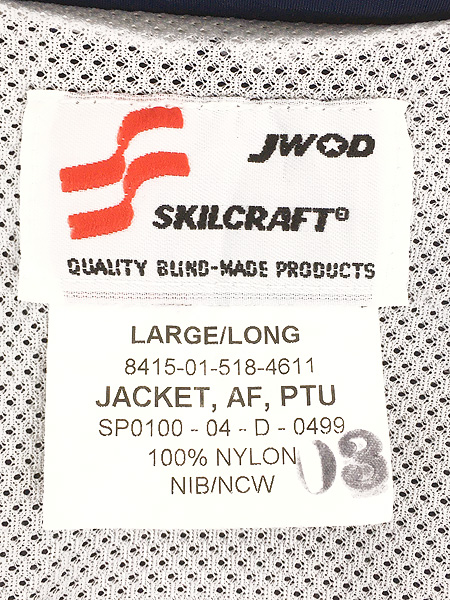 JWOD
SKILCRAFT®
QUALITY BLIND-MADE PRODUCTS
LARGE/LONG
8415-01-518-4611
JACKET, AF, PTU
SP0100 - 04 - D - 0499
100% NYLON
NIB/NCW
03